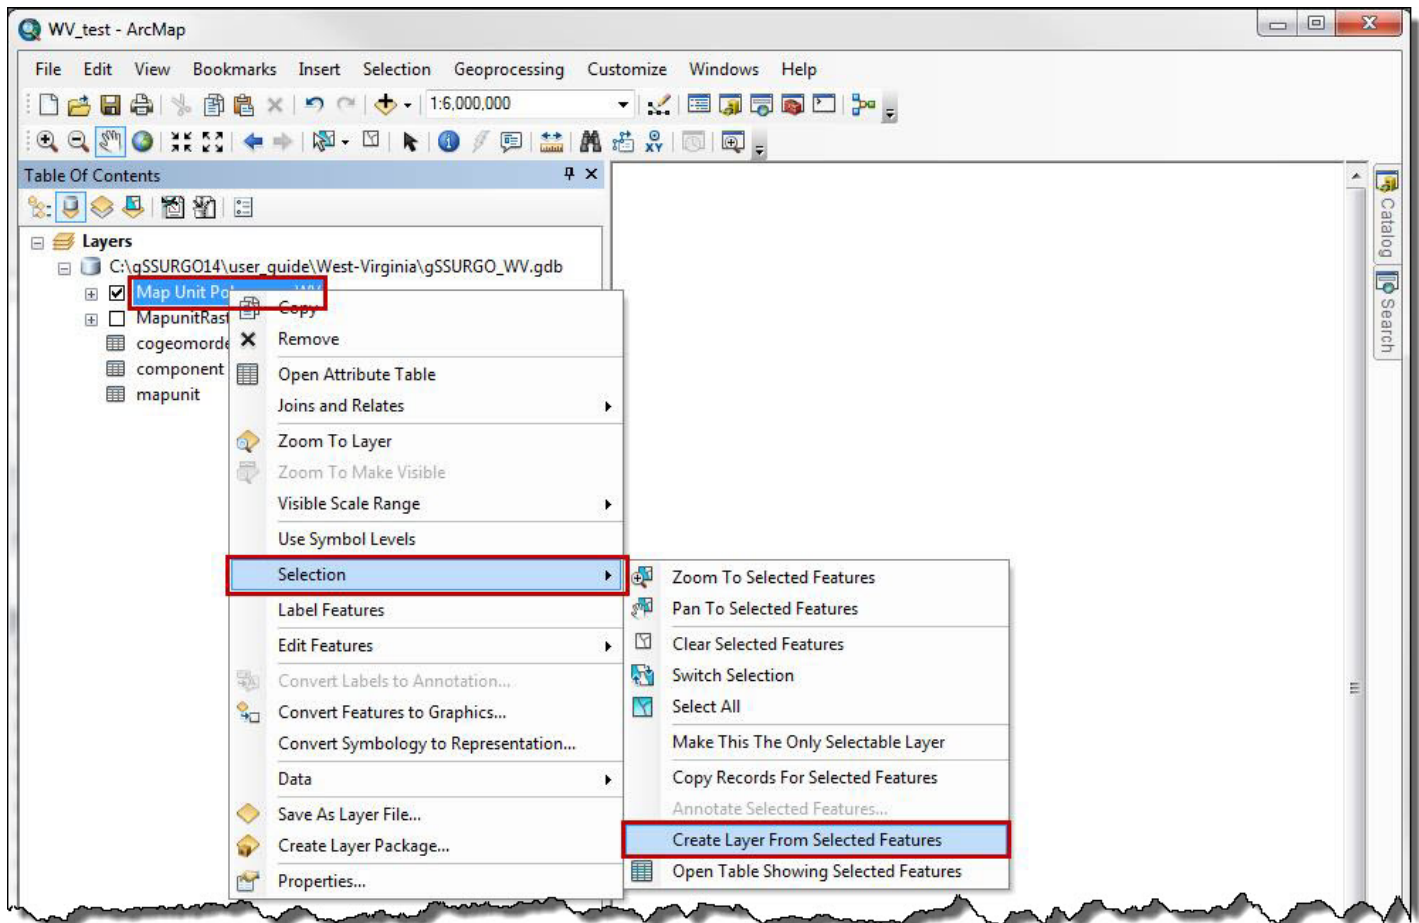 WV_test - ArcMap
File Edit View Bookmarks Insert Selection Geoprocessing Customize Windows Help
1:6,000,000
XY
Table Of Contents
Layers
C:\gSSURGO14\user_guide\West-Virginia\gSSURGO_WV.gdb
Map Unit
MapunitRast
cogeomorde
component
mapunit
Copy
Remove
Open Attribute Table
Joins and Relates
Zoom To Layer
Zoom To Make Visible
Visible Scale Range
Use Symbol Levels
Selection
Label Features
Edit Features
Convert Labels to Annotation...
Convert Features to Graphics...
Convert Symbology to Representation...
Data
Save As Layer File...
Create Layer Package...
Properties...
Zoom To Selected Features
Pan To Selected Features
Clear Selected Features
Switch Selection
Select All
Make This The Only Selectable Layer
Copy Records For Selected Features
Annotate Selected Features...
Create Layer From Selected Features
Open Table Showing Selected Features
Catalog
Search